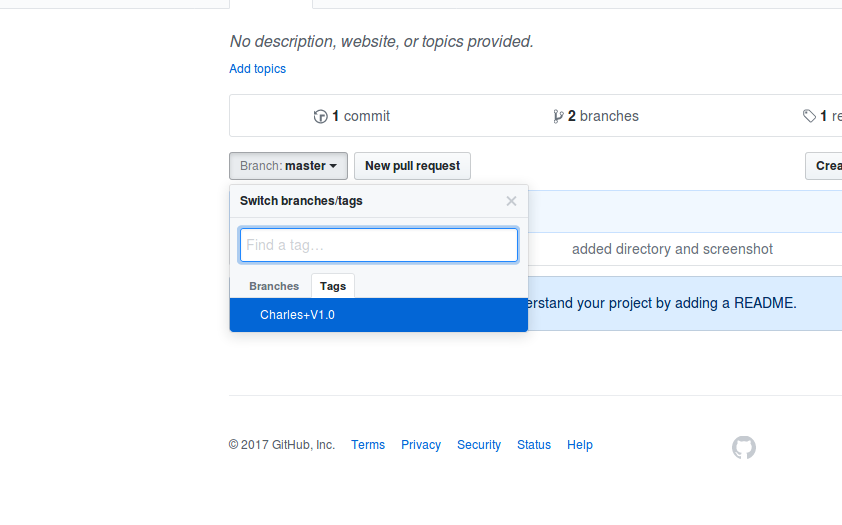 No description, website, or topics provided.
Add topics
1 commit
2 branches
1 re
Branch: master
New pull request
Crea
Switch branches/tags
Find a tag...
added directory and screenshot
Branches
Tags
erstand your project by adding a README.
Charles+V1.0
© 2017 GitHub, Inc. Terms Privacy Security Status Help